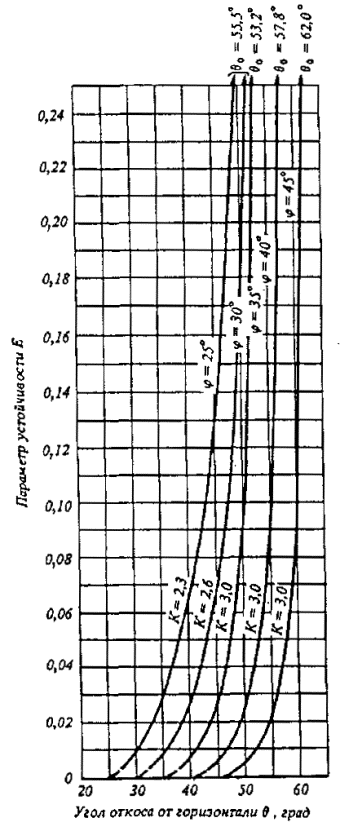 θ₀ = 55,5°
θ₀ = 53,2°
θ₀ = 57,8°
θ₀ = 62,0°
0,24
0,22
0,20
0,18
0,16
0,14
0,12
0,10
0,08
0,06
0,04
0,02
0
Параметр устойчивости E
φ = 25°
φ = 30°
φ = 35°
φ = 40°
φ = 45°
K = 2,3
K = 2,6
K = 3,0
K = 3,0
K = 3,0
20 30 40 50 60
Угол откоса от горизонтали θ , град